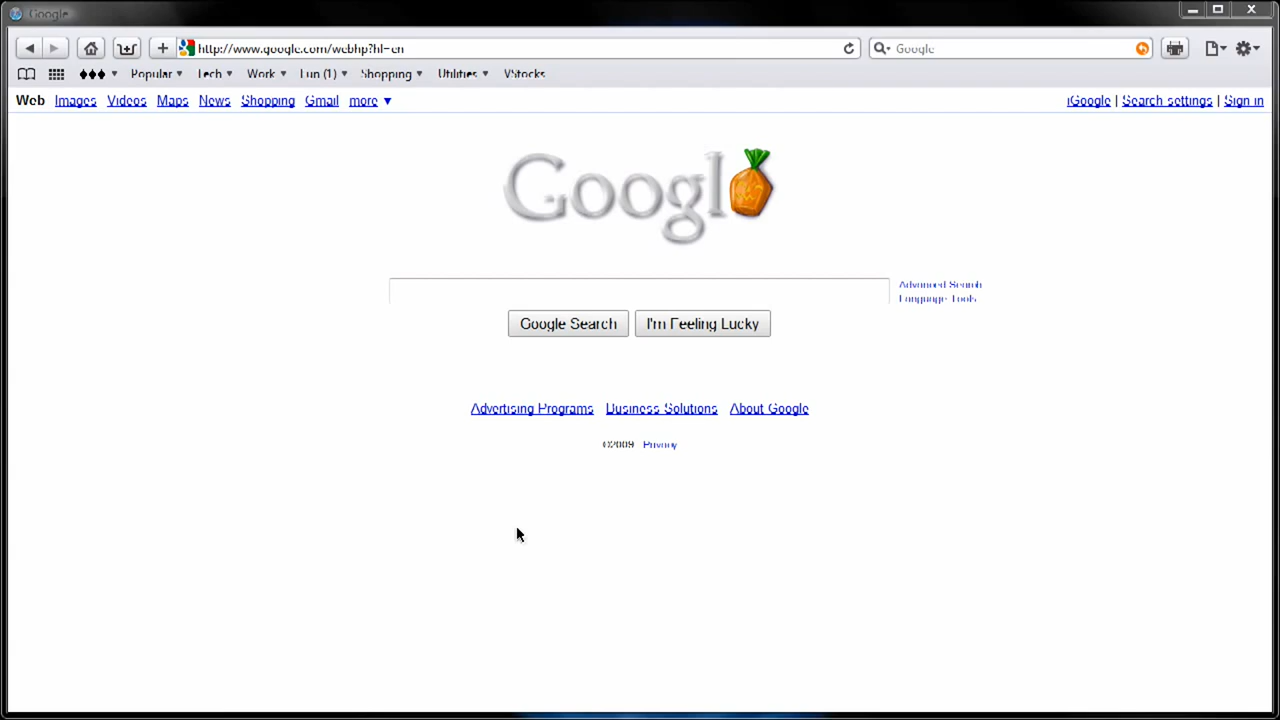 Google
http://www.google.com/webhp?hl=en
Google
Popular Tech Work Fun (1) Shopping Utilities VStocks
Web Images Videos Maps News Shopping Gmail more ▼
iGoogle | Search settings | Sign in
Googl
Advanced Search
Language Tools
Google Search I'm Feeling Lucky
Advertising Programs Business Solutions About Google
©2009 Privacy